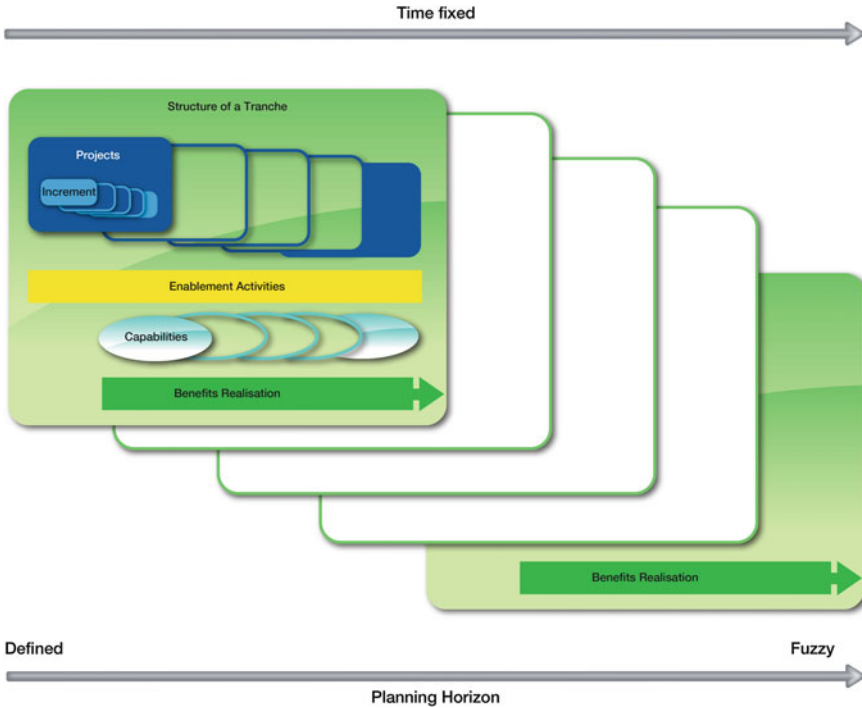 Time fixed
Structure of a Tranche
Projects
Increment
Enablement Activities
Capabilities
Benefits Realisation
Benefits Realisation
Defined
Fuzzy
Planning Horizon